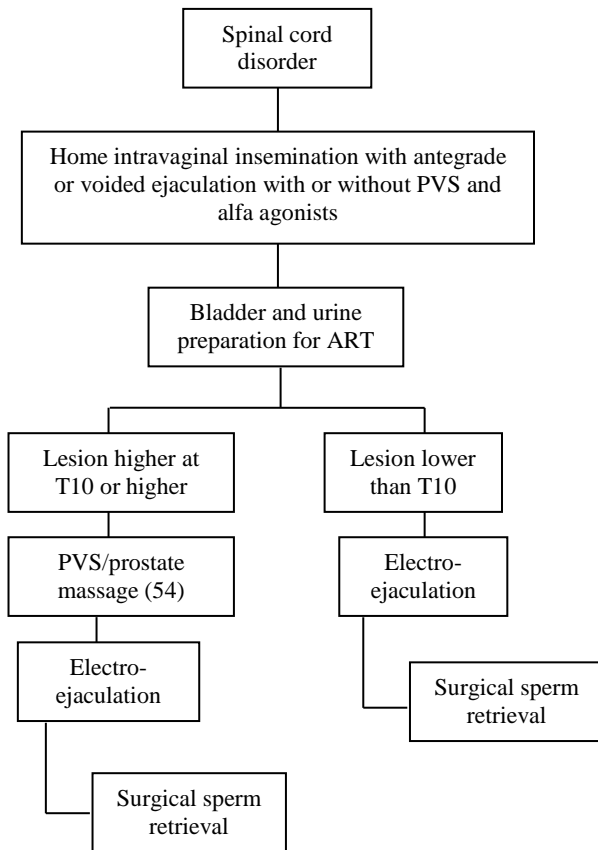 Spinal cord
disorder
Home intravaginal insemination with antegrade
or voided ejaculation with or without PVS and
alfa agonists
Bladder and urine
preparation for ART
Lesion higher at
T10 or higher
Lesion lower
than T10
PVS/prostate
massage (54)
Electro-
ejaculation
Electro-
ejaculation
Surgical sperm
retrieval
Surgical sperm
retrieval